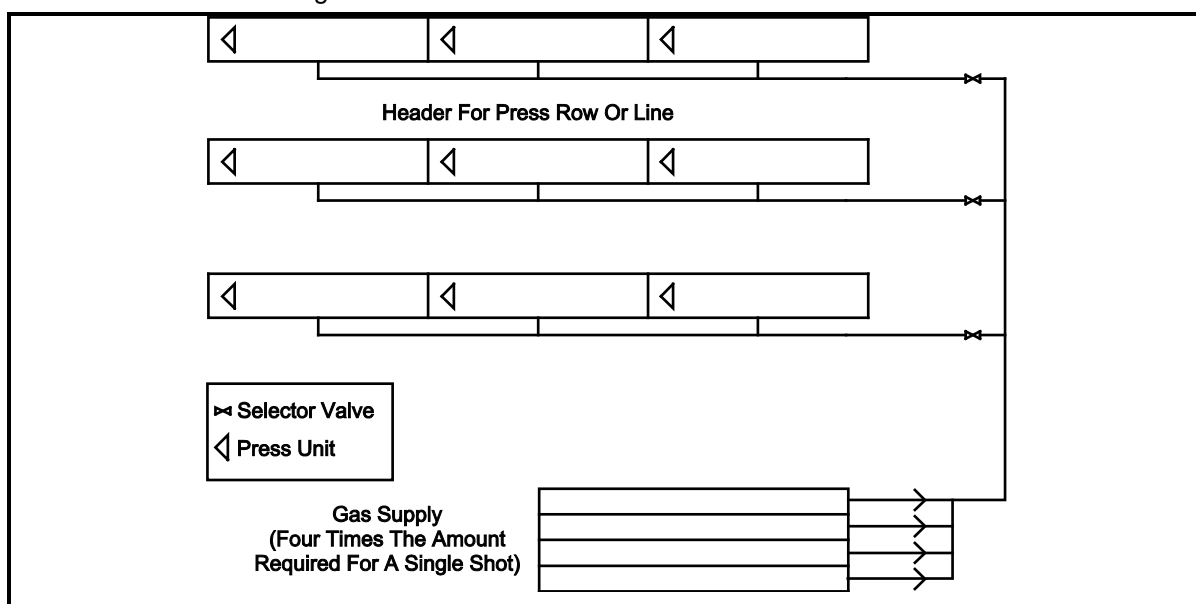 Header For Press Row Or Line
Selector Valve
Press Unit
Gas Supply
(Four Times The Amount
Required For A Single Shot)